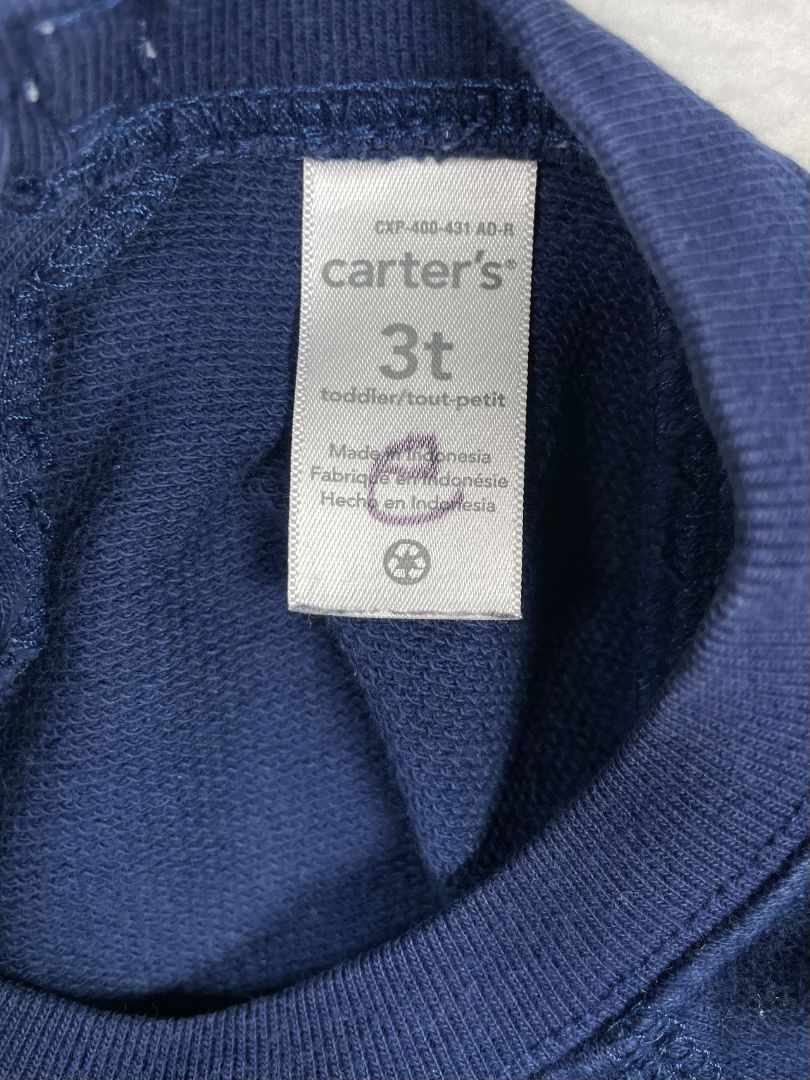 CXP-400-431 AD-R
carter's®
3t
toddler/tout-petit
Made in Indonesia
Fabriqué en Indonésie
Hecho en Indonesia
e